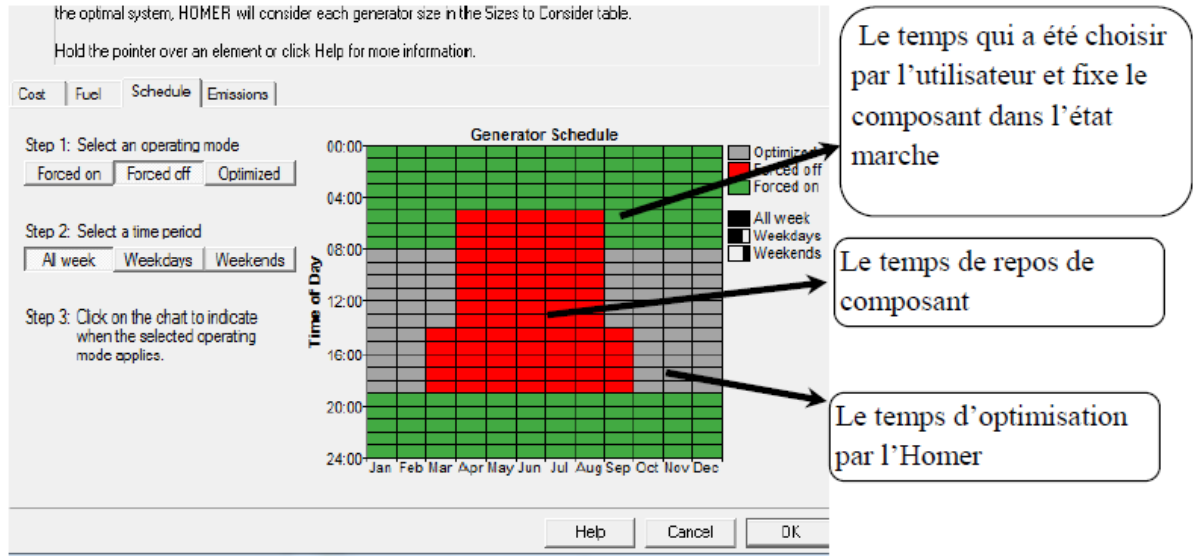 the optimal system, HOMER will consider each generator size in the Sizes to Consider table.
Hold the pointer over an element or click Help for more information.
Cost Fuel Schedule Emissions
Step 1: Select an operating mode
Forced on Forced off Optimized
Step 2: Select a time period
All week Weekdays Weekends
Step 3: Click on the chart to indicate
when the selected operating
mode applies.
Generator Schedule
Time of Day
00:00
04:00
08:00
12:00
16:00
20:00
24:00
Jan Feb Mar Apr May Jun Jul Aug Sep Oct Nov Dec
Optimized
Forced off
Forced on
All week
Weekdays
Weekends
Help Cancel OK
Le temps qui a été choisir
par l'utilisateur et fixe le
composant dans l'état
marche
Le temps de repos de
composant
Le temps d'optimisation
par l'Homer